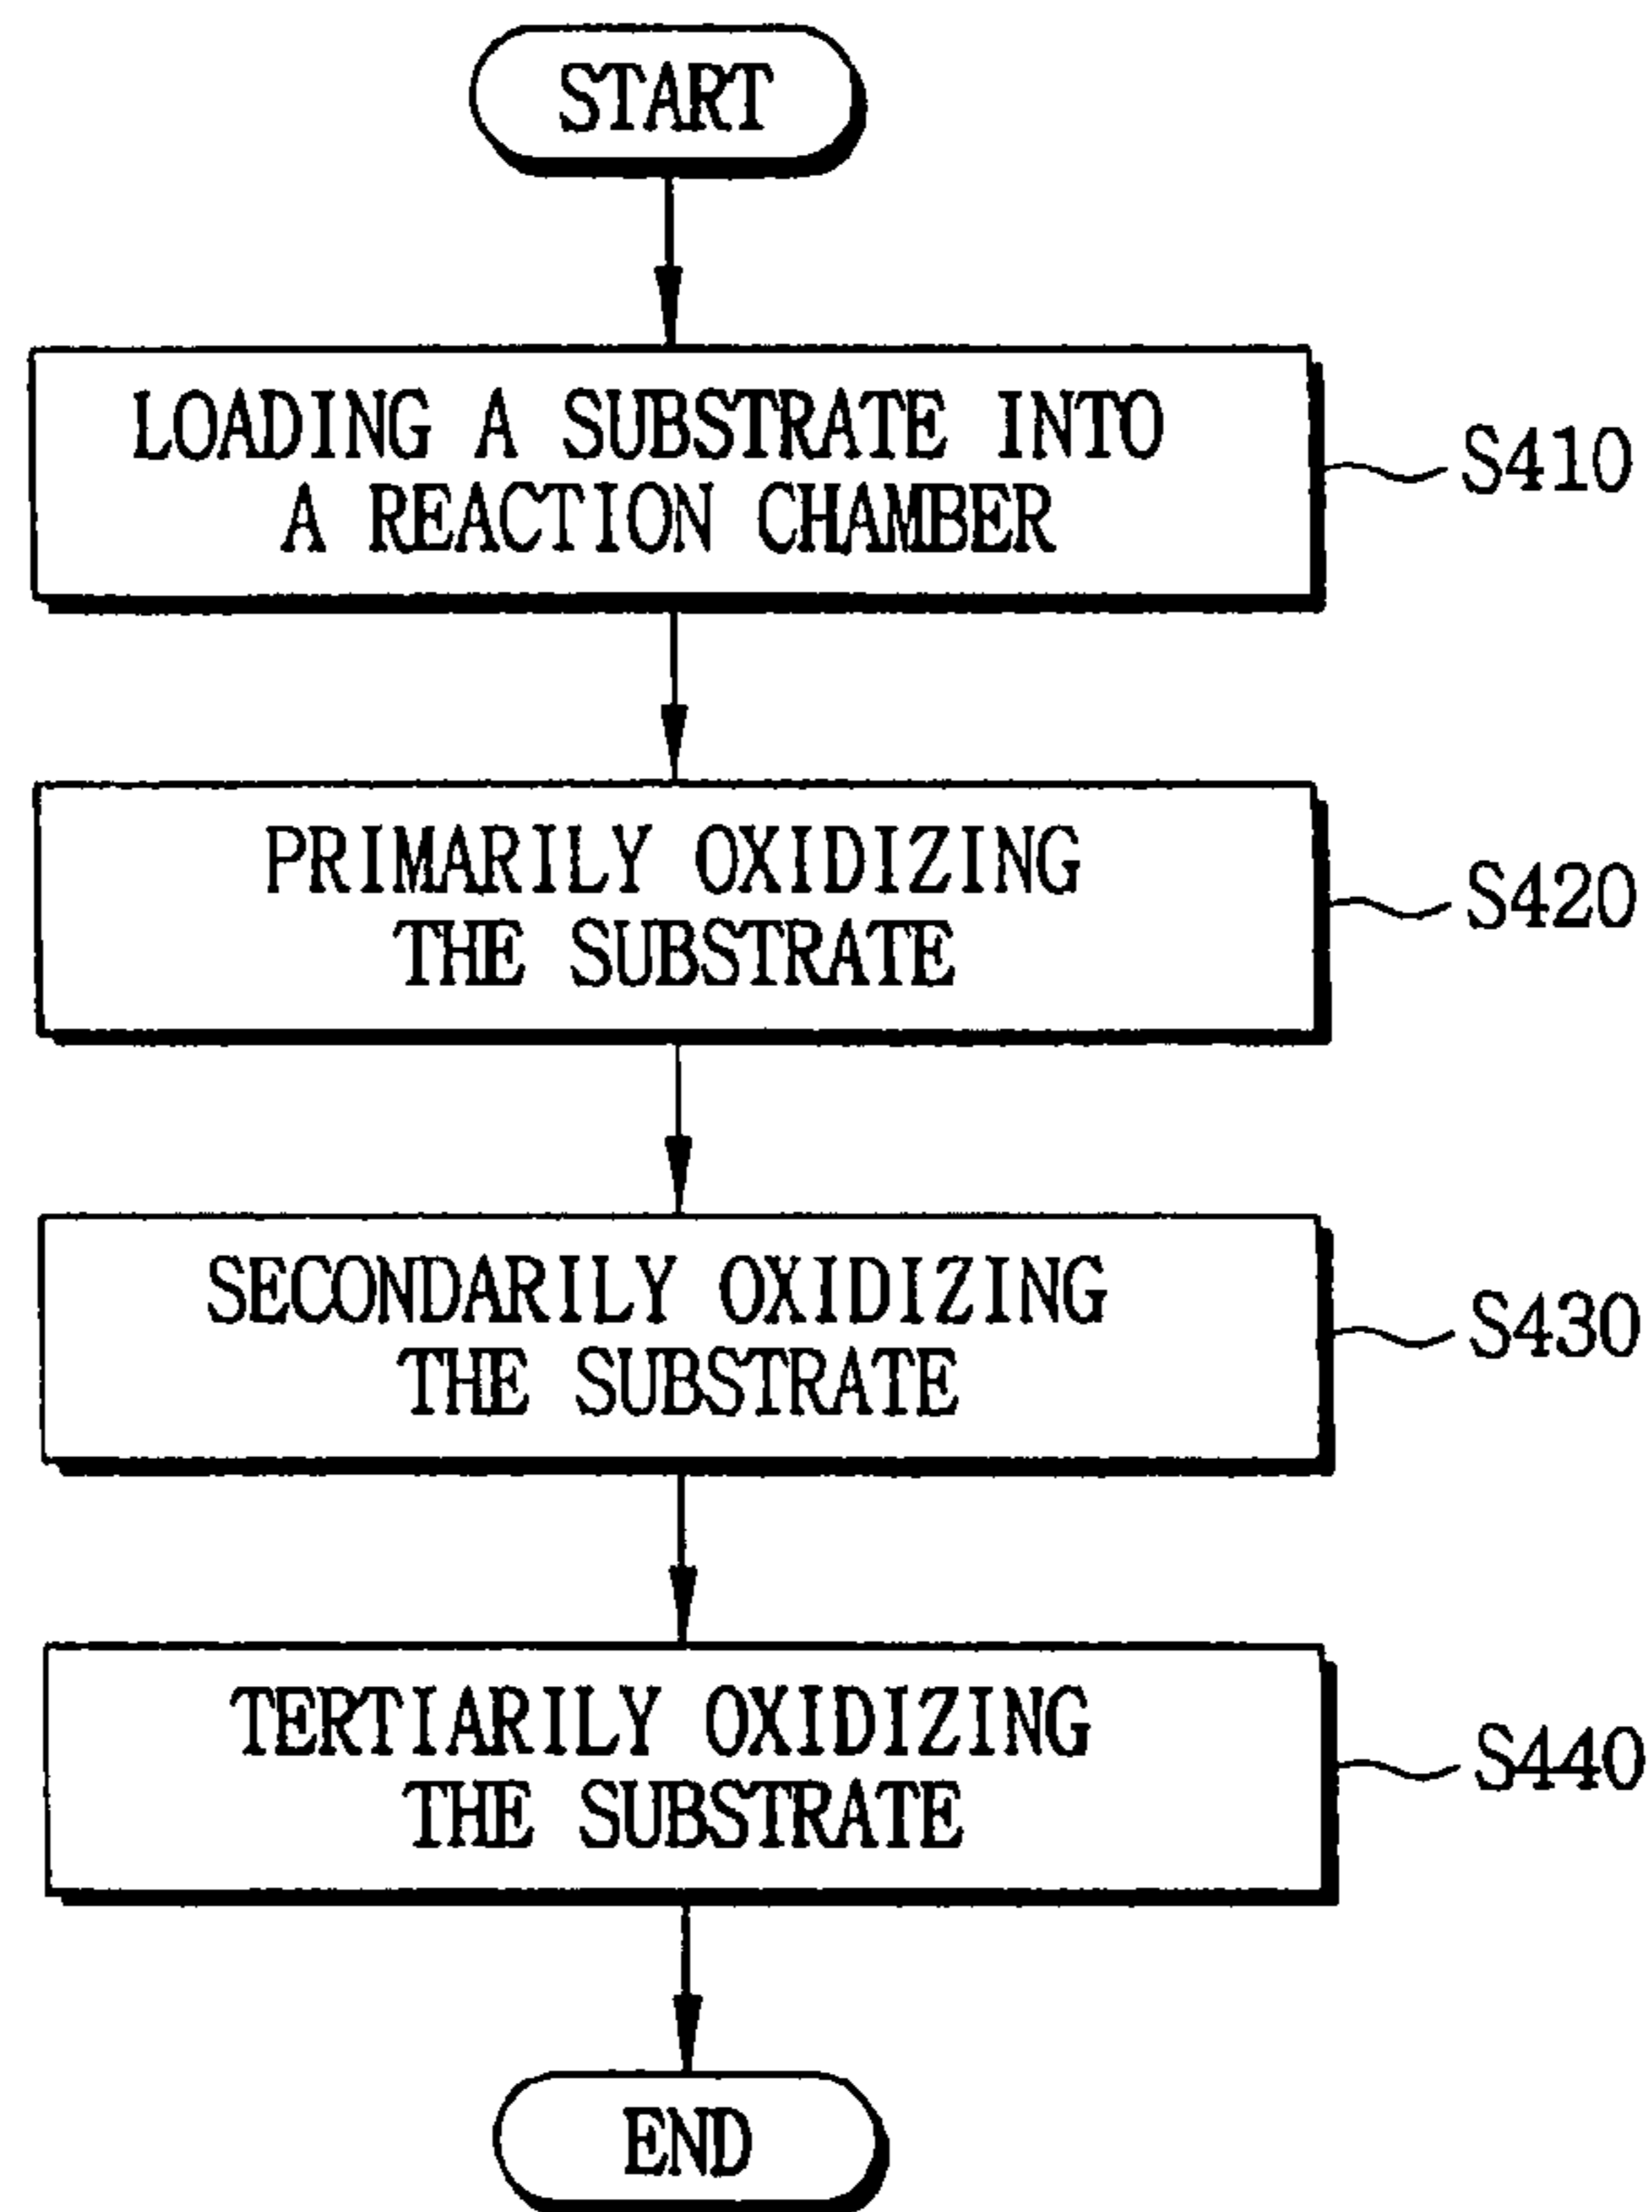 START
LOADING A SUBSTRATE INTO
A REACTION CHAMBER
S410
PRIMARILY OXIDIZING
THE SUBSTRATE
S420
SECONDARILY OXIDIZING
THE SUBSTRATE
S430
TERTIARILY OXIDIZING
THE SUBSTRATE
S440
END